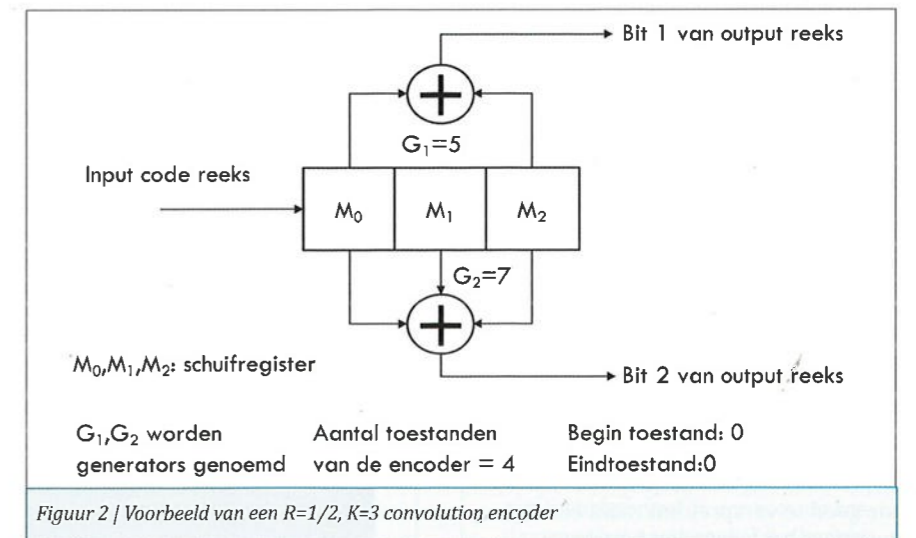 Bit 1 van output reeks
G₁=5
Input code reeks
M₀ M₁ M₂
G₂=7
M₀,M₁,M₂: schuifregister
Bit 2 van output reeks
G₁,G₂ worden
generators genoemd
Aantal toestanden
van de encoder = 4
Begin toestand: 0
Eindtoestand:0
Figuur 2 | Voorbeeld van een R=1/2, K=3 convolution encoder